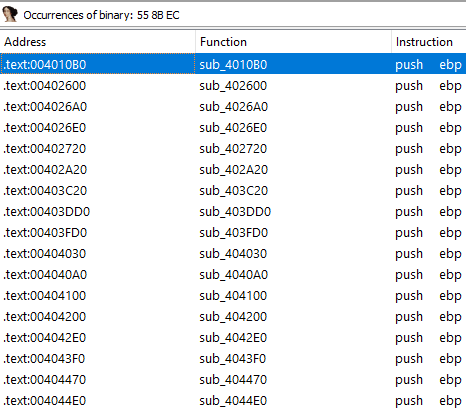 Occurrences of binary: 55 8B EC
Address Function Instruction
.text:004010B0 sub_4010B0 push ebp
.text:00402600 sub_402600 push ebp
.text:004026A0 sub_4026A0 push ebp
.text:004026E0 sub_4026E0 push ebp
.text:00402720 sub_402720 push ebp
.text:00402A20 sub_402A20 push ebp
.text:00403C20 sub_403C20 push ebp
.text:00403DD0 sub_403DD0 push ebp
.text:00403FD0 sub_403FD0 push ebp
.text:00404030 sub_404030 push ebp
.text:004040A0 sub_4040A0 push ebp
.text:00404100 sub_404100 push ebp
.text:00404200 sub_404200 push ebp
.text:004042E0 sub_4042E0 push ebp
.text:004043F0 sub_4043F0 push ebp
.text:00404470 sub_404470 push ebp
.text:004044E0 sub_4044E0 push ebp